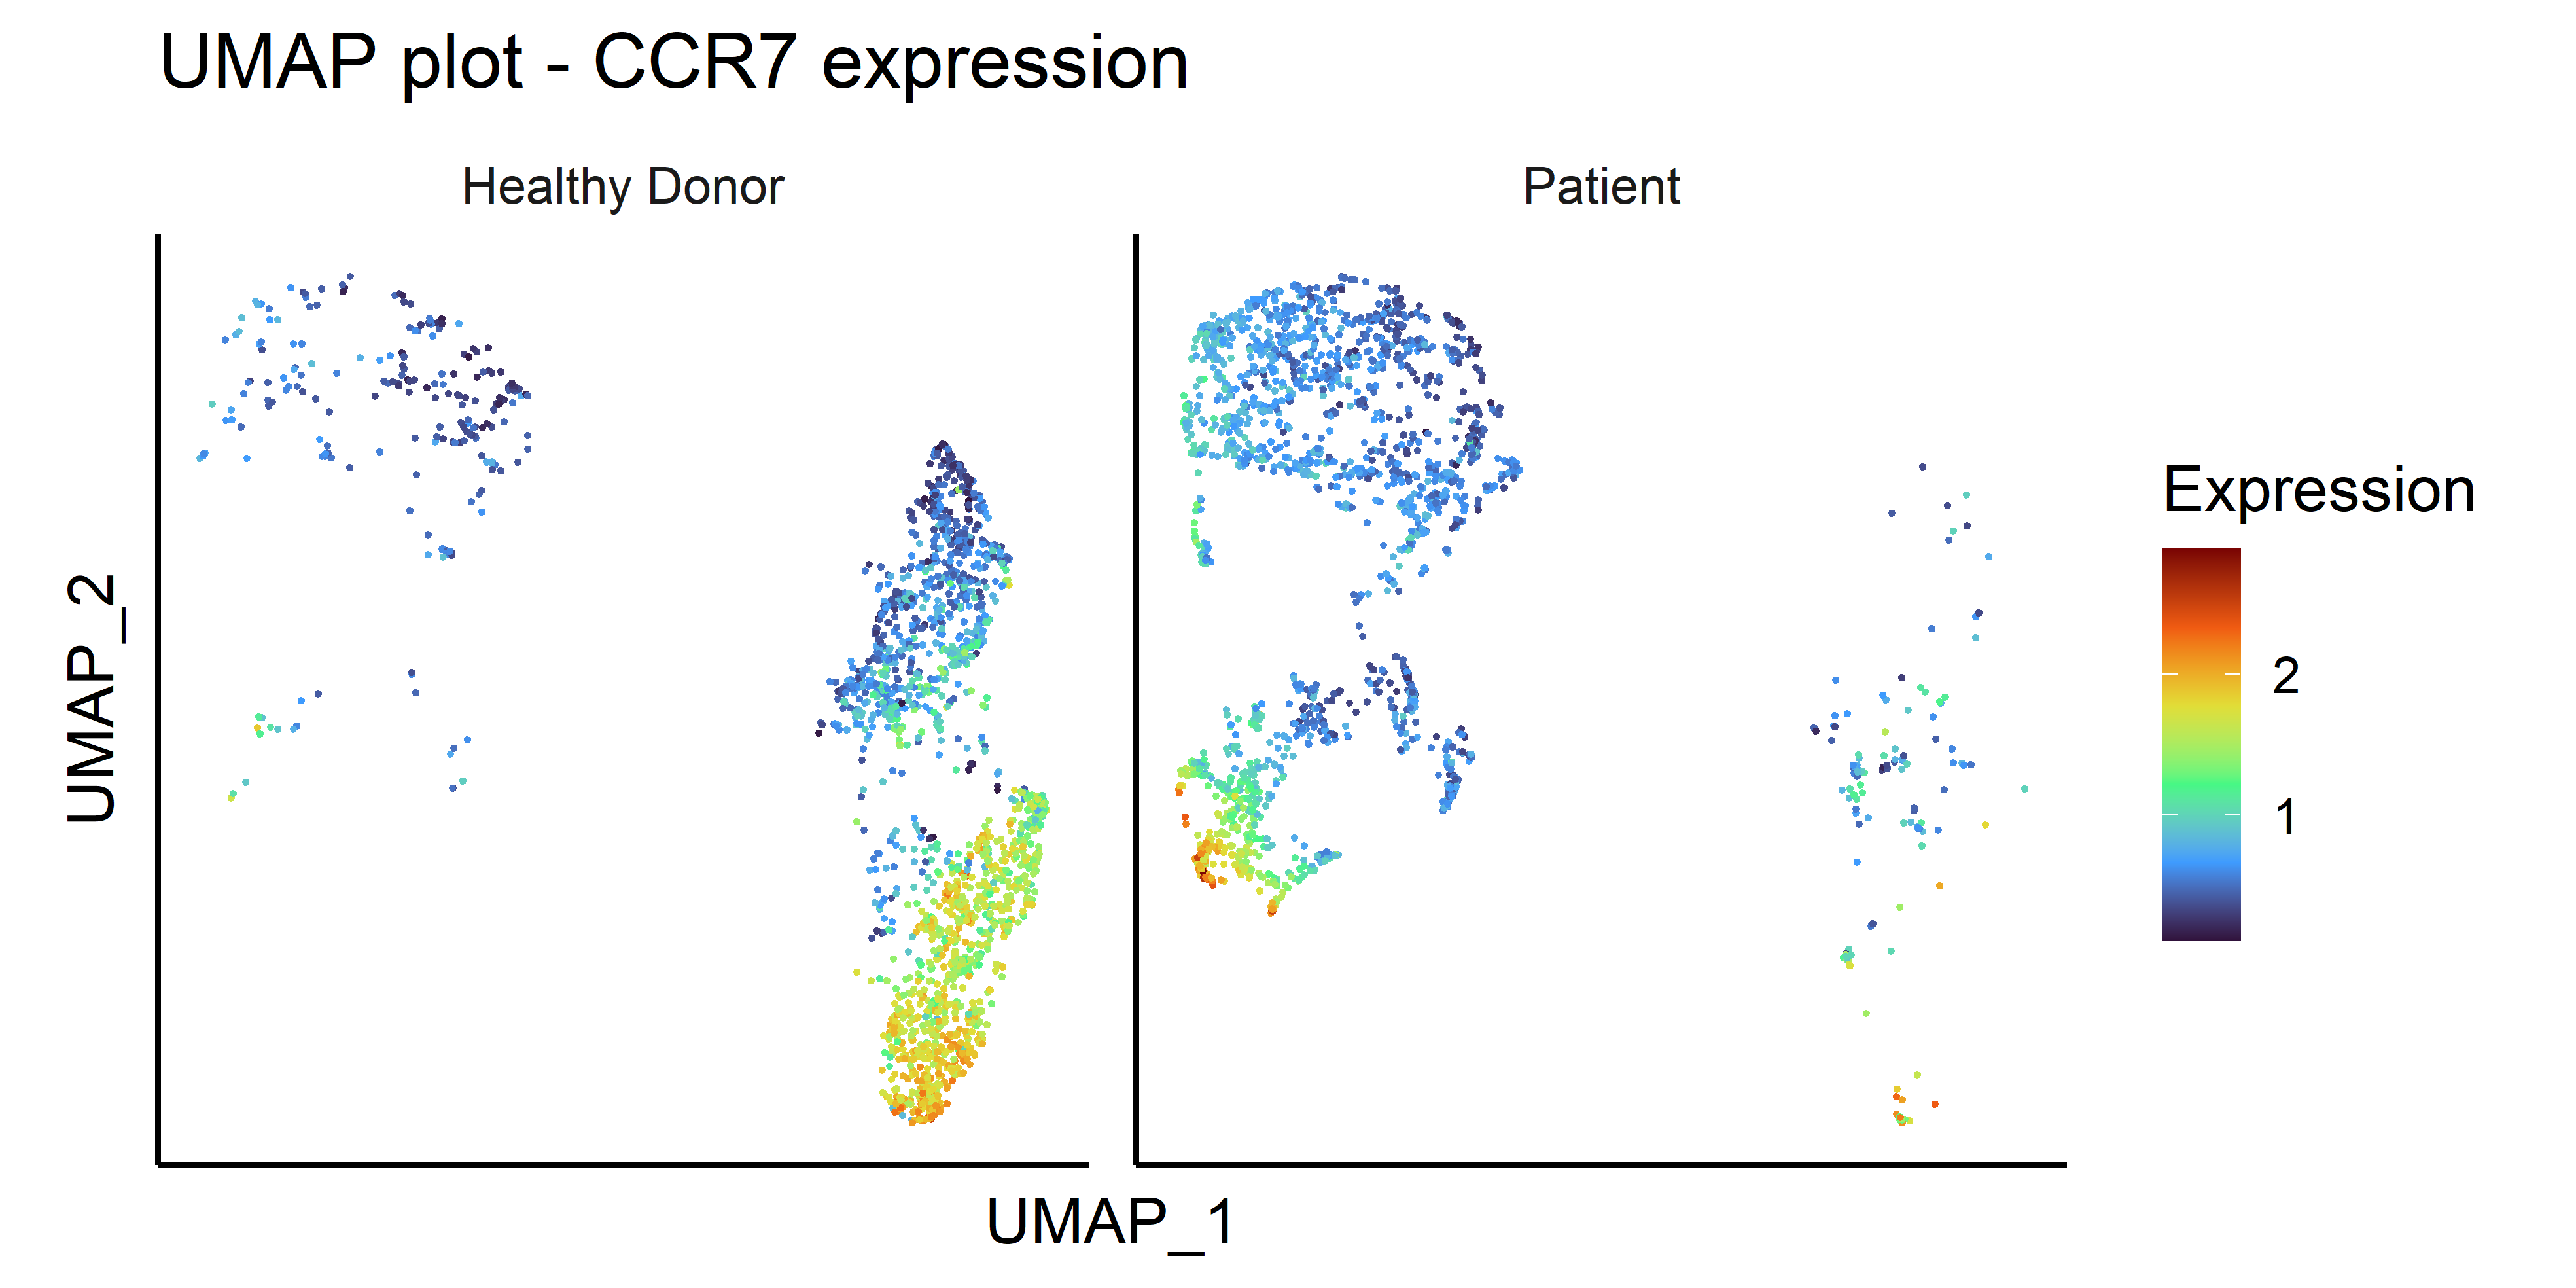 UMAP plot - CCR7 expression
Healthy Donor
Patient
UMAP_2
UMAP_1
Expression
2
1